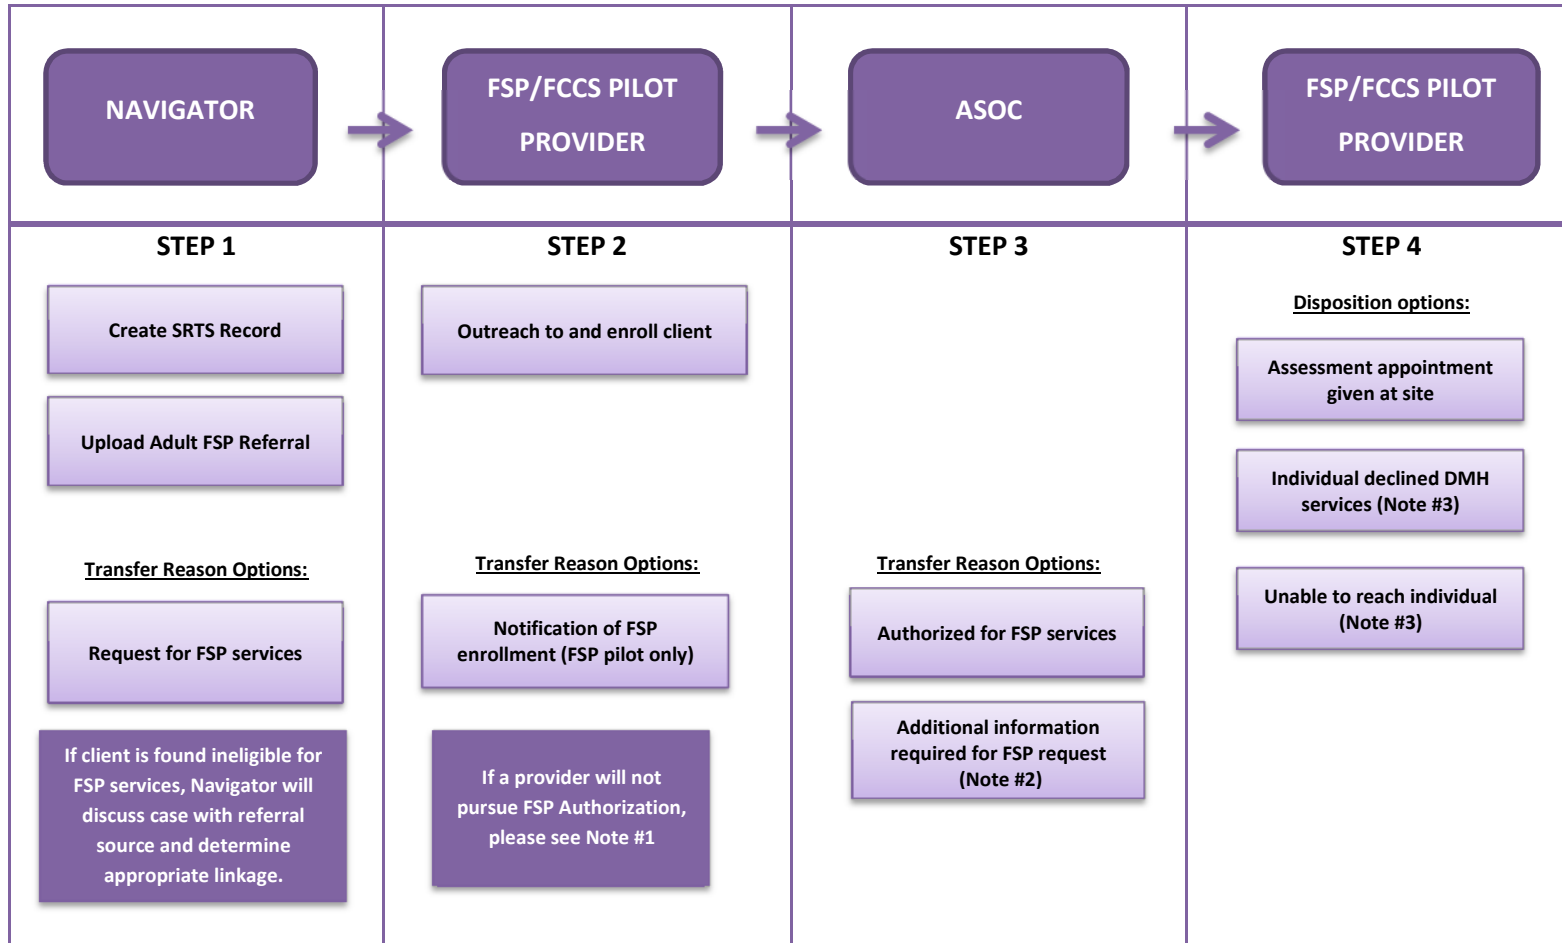 NAVIGATOR
FSP/FCCS PILOT
PROVIDER
ASOC
FSP/FCCS PILOT
PROVIDER
STEP 1
Create SRTS Record
Upload Adult FSP Referral
Transfer Reason Options:
Request for FSP services
If client is found ineligible for
FSP services, Navigator will
discuss case with referral
source and determine
appropriate linkage.
STEP 2
Outreach to and enroll client
Transfer Reason Options:
Notification of FSP
enrollment (FSP pilot only)
If a provider will not
pursue FSP Authorization,
please see Note #1
STEP 3
Transfer Reason Options:
Authorized for FSP services
Additional information
required for FSP request
(Note #2)
STEP 4
Disposition options:
Assessment appointment
given at site
Individual declined DMH
services (Note #3)
Unable to reach individual
(Note #3)